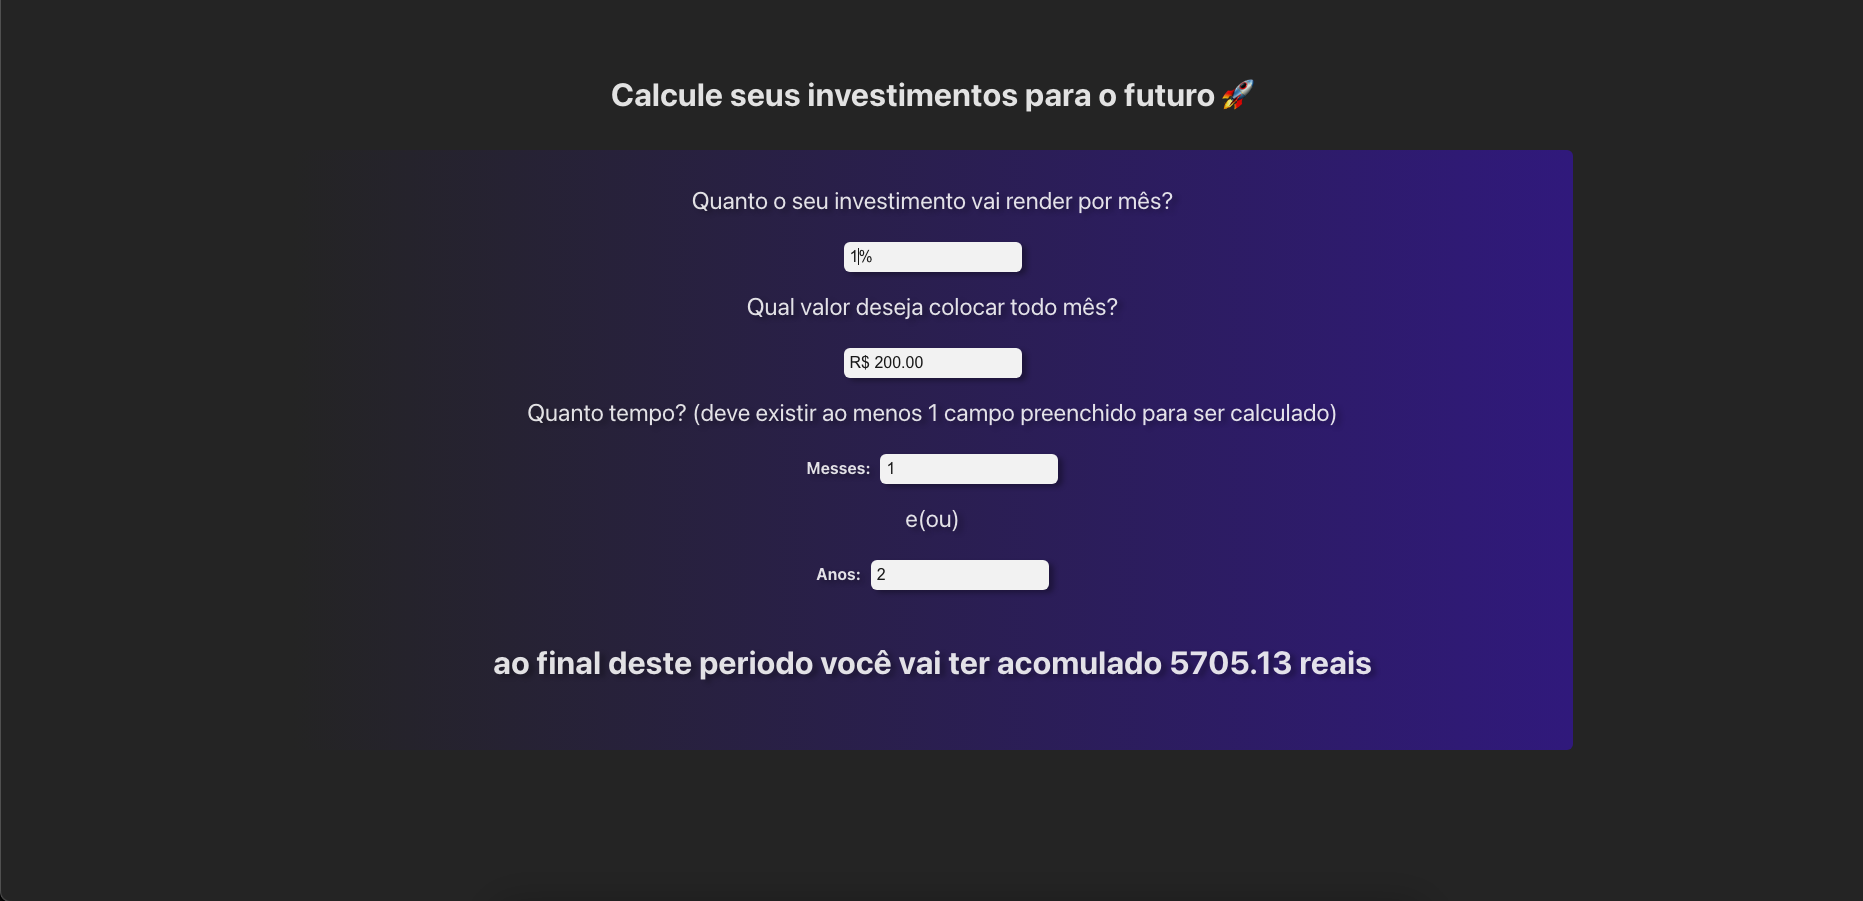 Calcule seus investimentos para o futuro 🚀
Quanto o seu investimento vai render por mês?
1%
Qual valor deseja colocar todo mês?
R$ 200.00
Quanto tempo? (deve existir ao menos 1 campo preenchido para ser calculado)
Messes: 1
e(ou)
Anos: 2
ao final deste periodo você vai ter acomulado 5705.13 reais